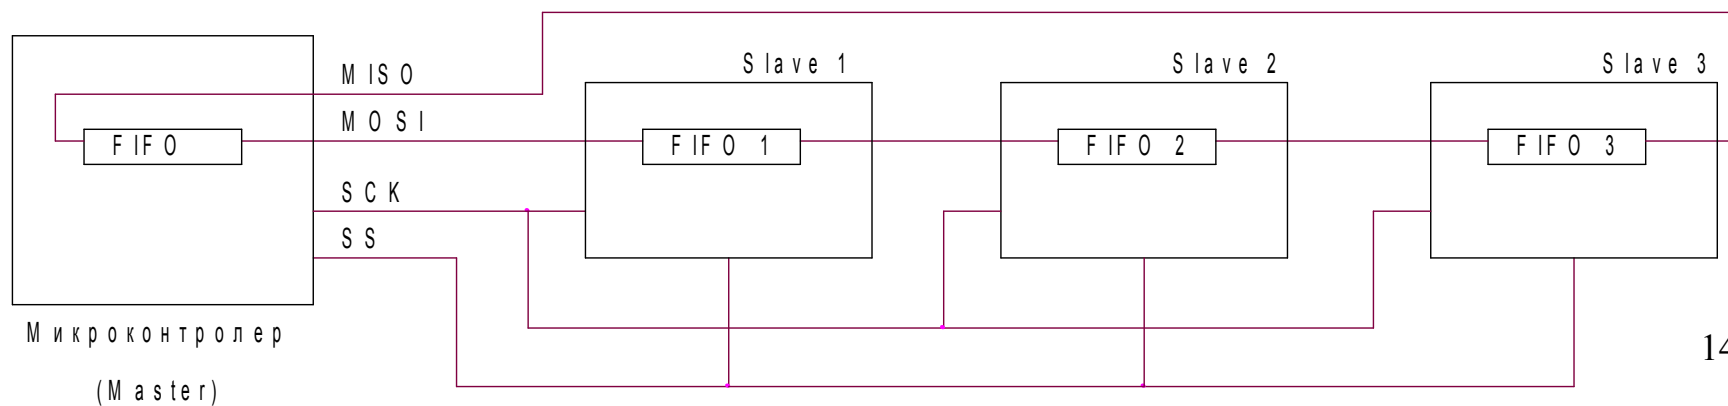 MISO
MOSI
SCK
SS
FIFO
Микроконтролер
(Master)
Slave 1
FIFO 1
Slave 2
FIFO 2
Slave 3
FIFO 3
14